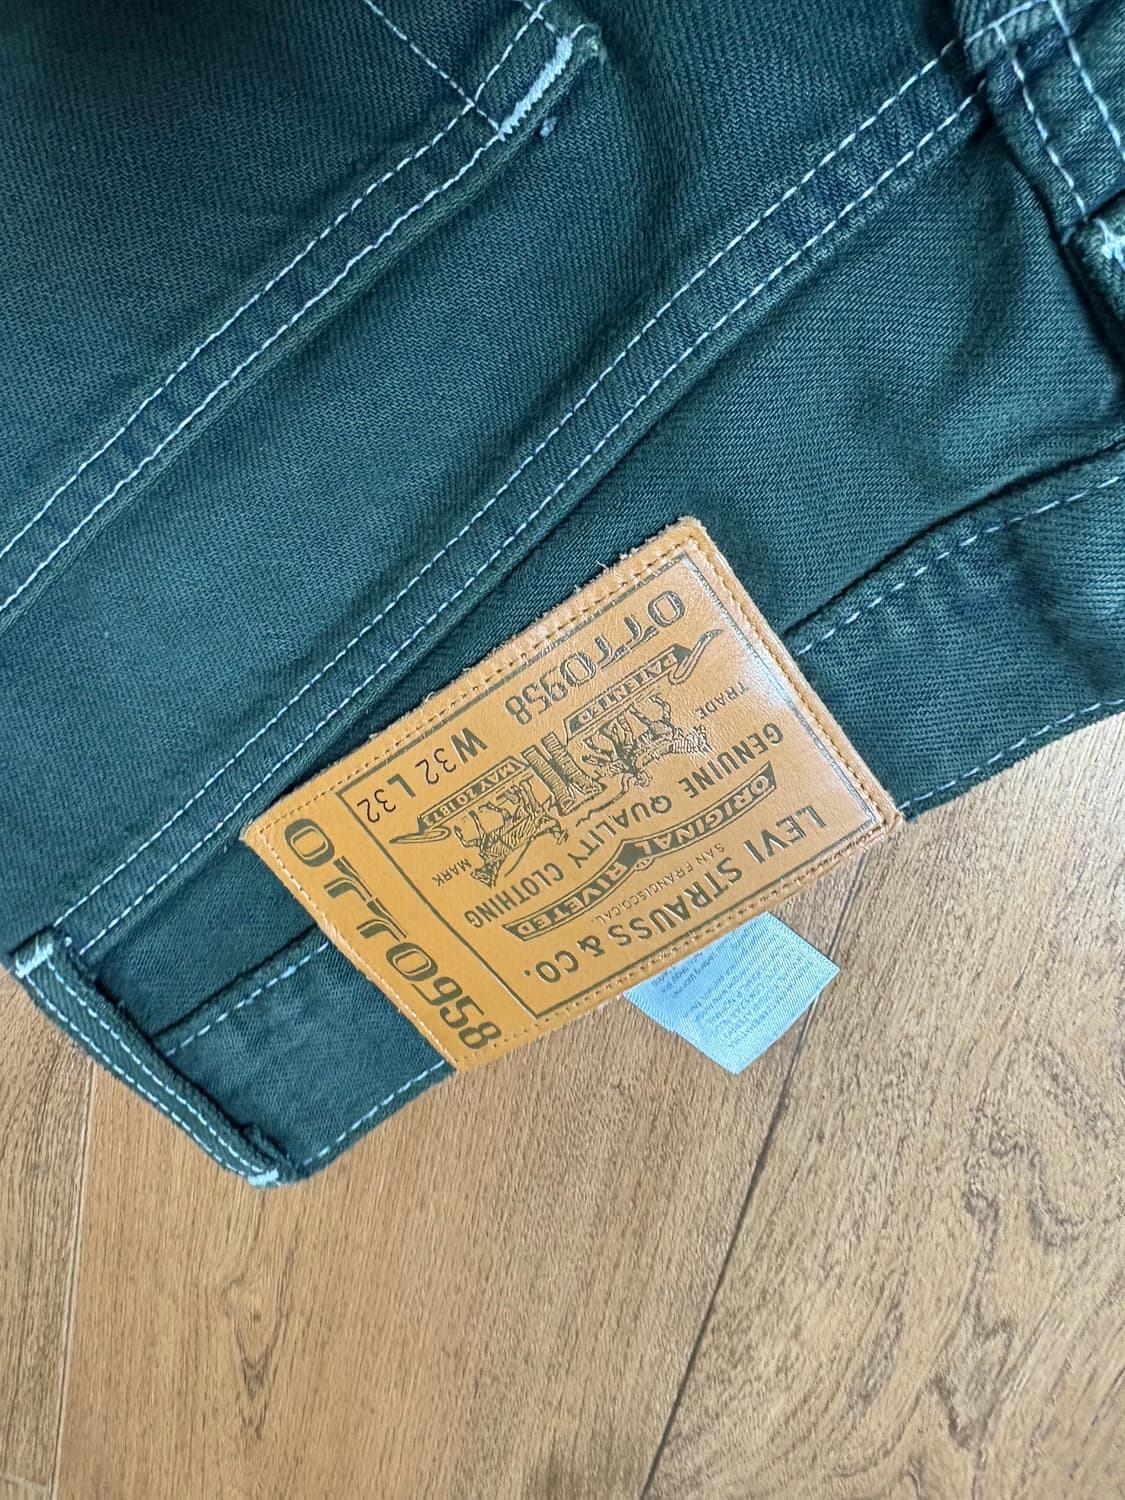 LEVI STRAUSS & CO.
SAN FRANCISCO, CAL.
ORIGINAL RIVETED
GENUINE QUALITY CLOTHING
TRADE MARK
PATENTED MAY 20 1873
OTTO958 W32 L32
OTTO958